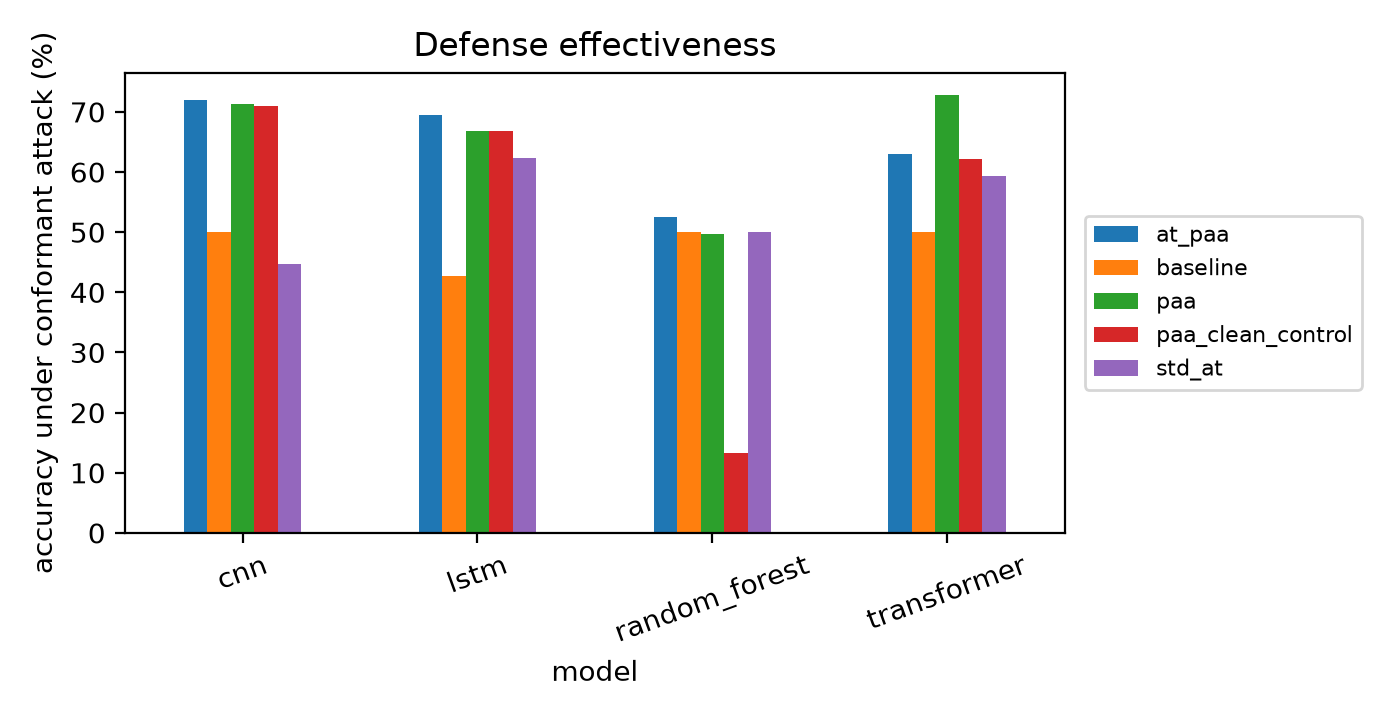 Defense effectiveness
accuracy under conformant attack (%)
70
60
50
40
30
20
10
0
cnn
lstm
random_forest
transformer
model
at_paa
baseline
paa
paa_clean_control
std_at